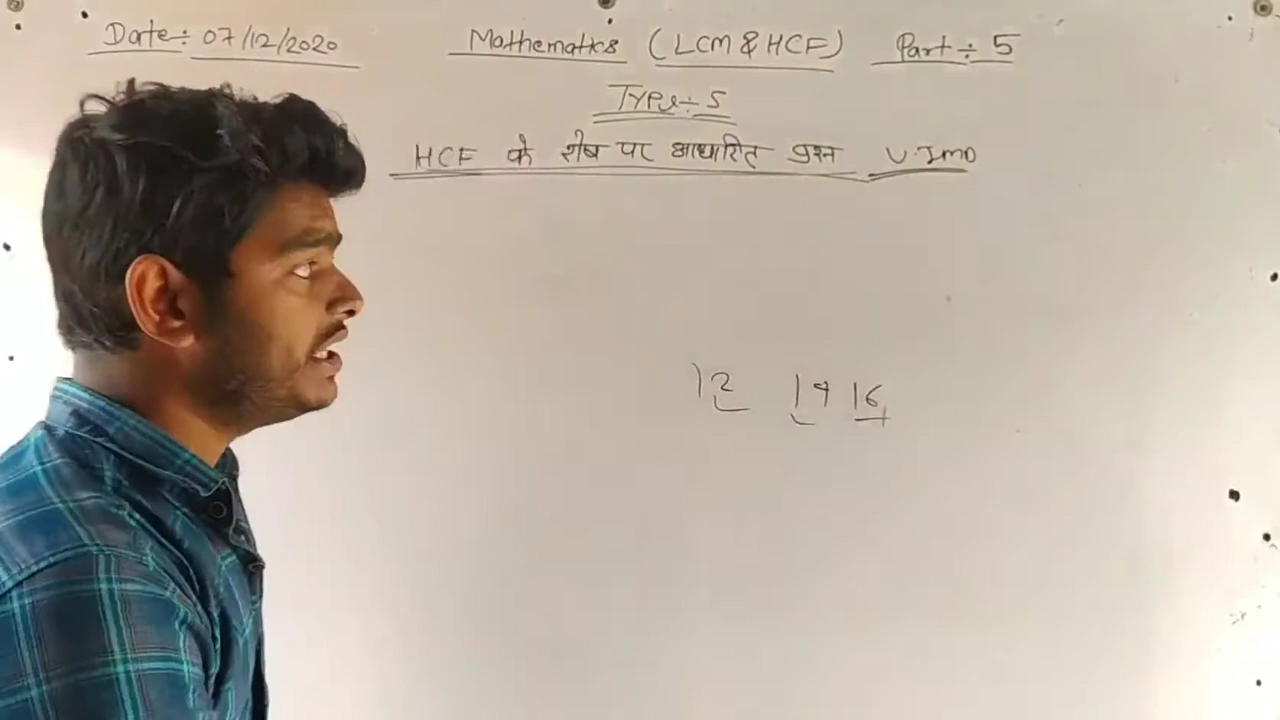 Date÷ 07/12/2020 Mathematics (LCM & HCF) Part÷ 5
Type÷ 5
HCF के शेष पर आधारित प्रश्न V.Imp
12 14 16